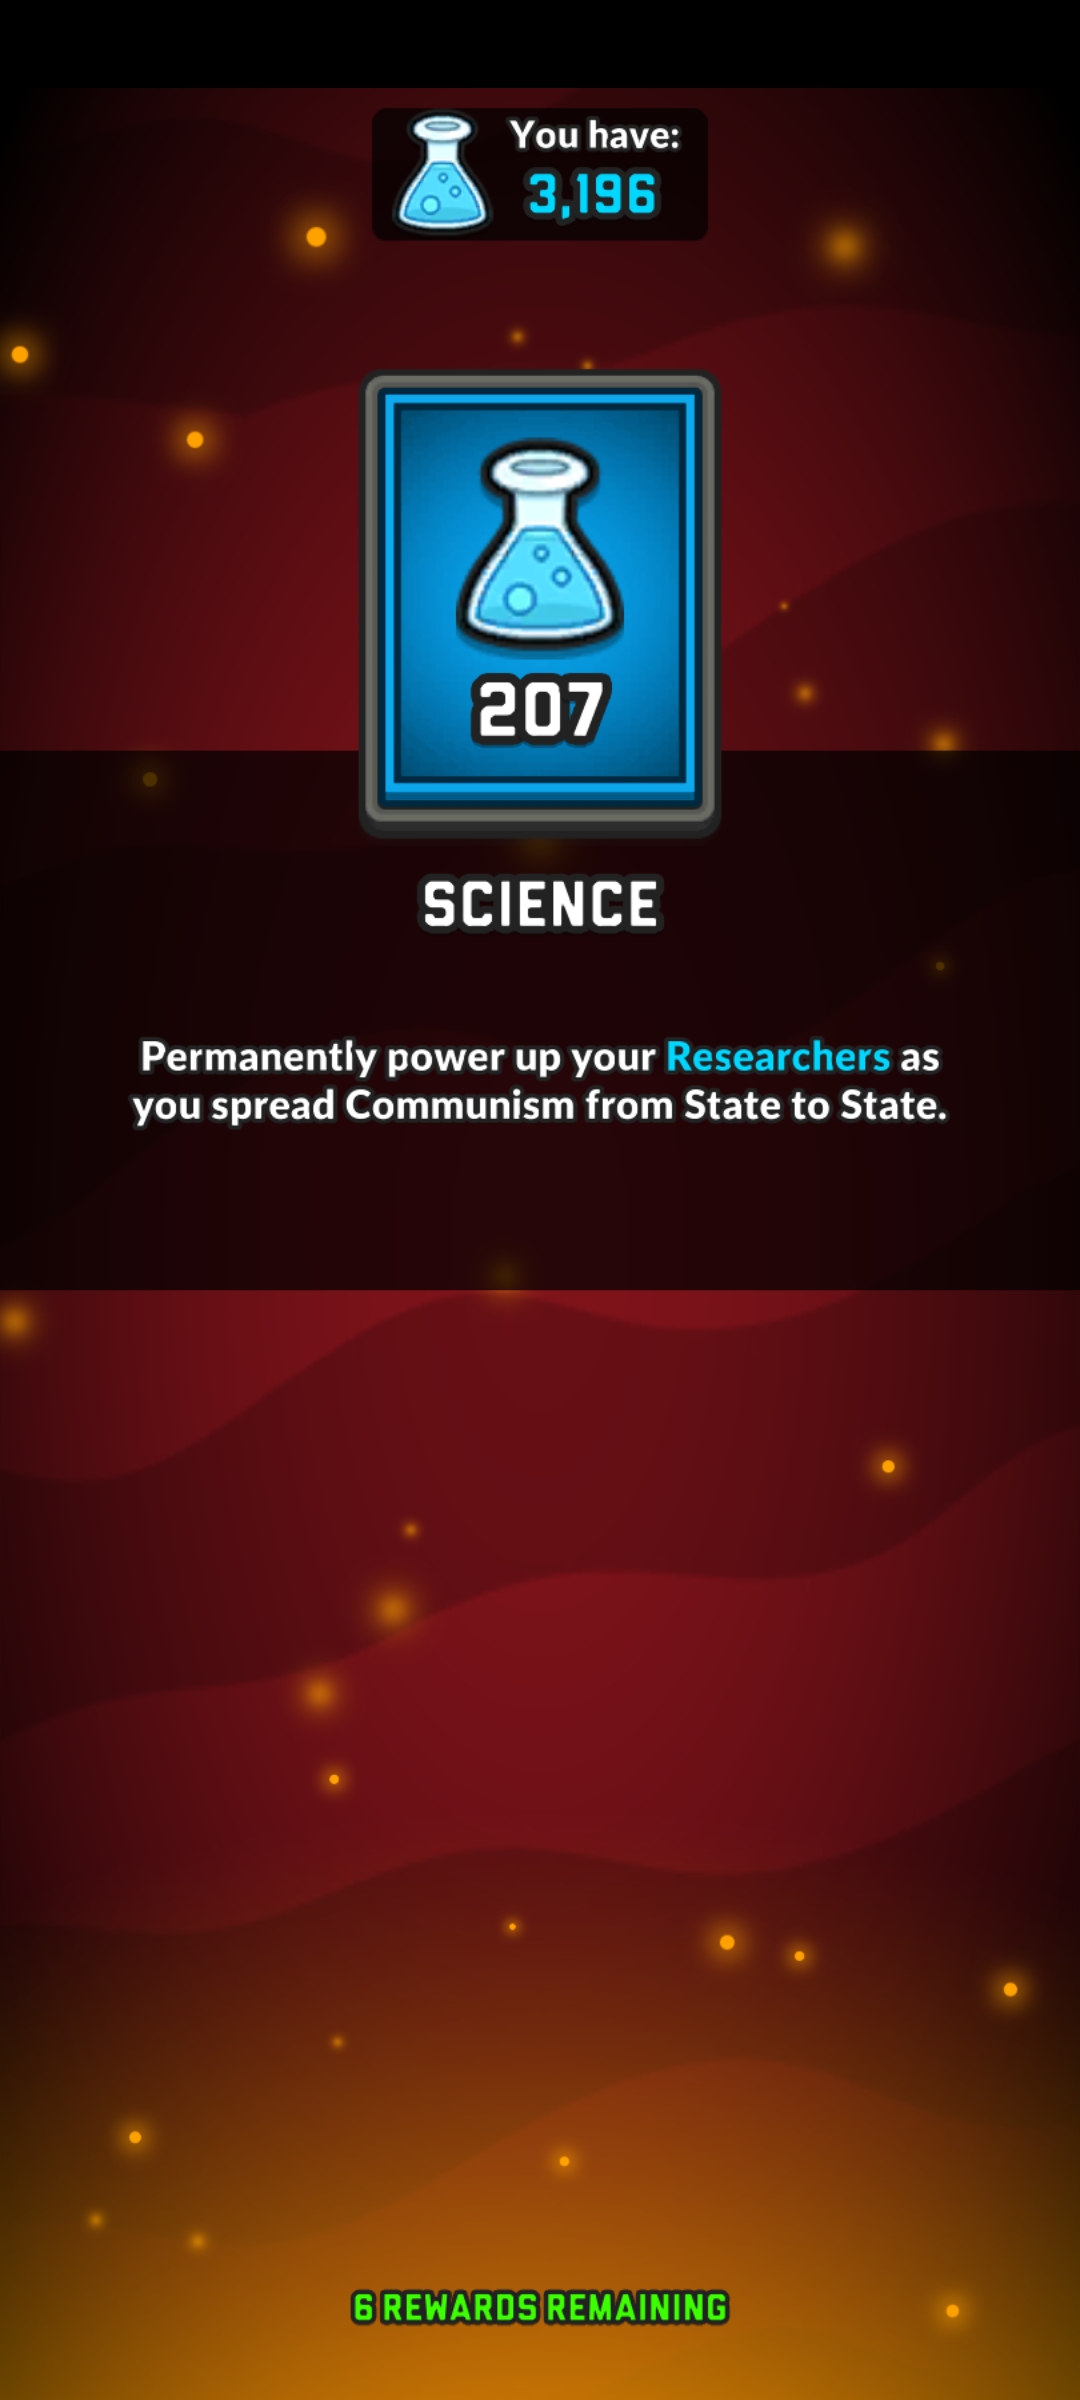 You have:
3,196
207
SCIENCE
Permanently power up your Researchers as
you spread Communism from State to State.
6 REWARDS REMAINING